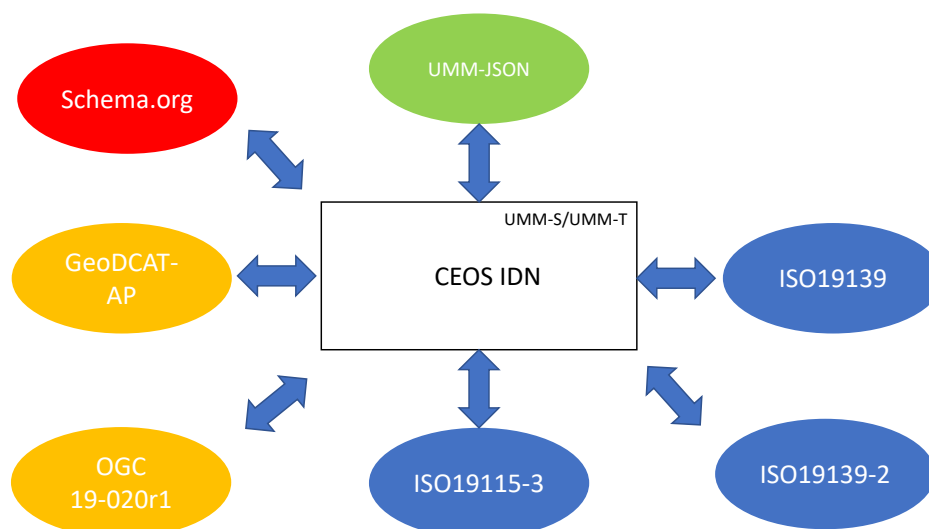 UMM-JSON
Schema.org
UMM-S/UMM-T
CEOS IDN
GeoDCAT-
AP
ISO19139
OGC
19-020r1
ISO19115-3
ISO19139-2